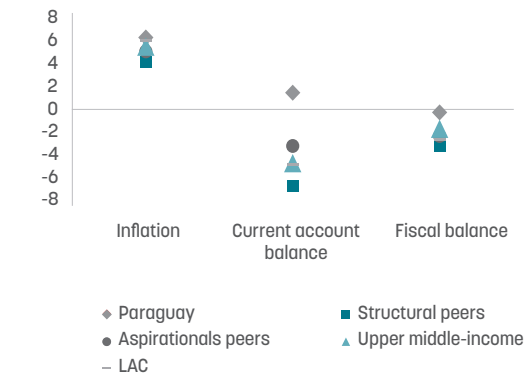 8
6
4
2
0
-2
-4
-6
-8
Inflation
Current account
balance
Fiscal balance
Paraguay
Structural peers
Aspirationals peers
Upper middle-income
LAC